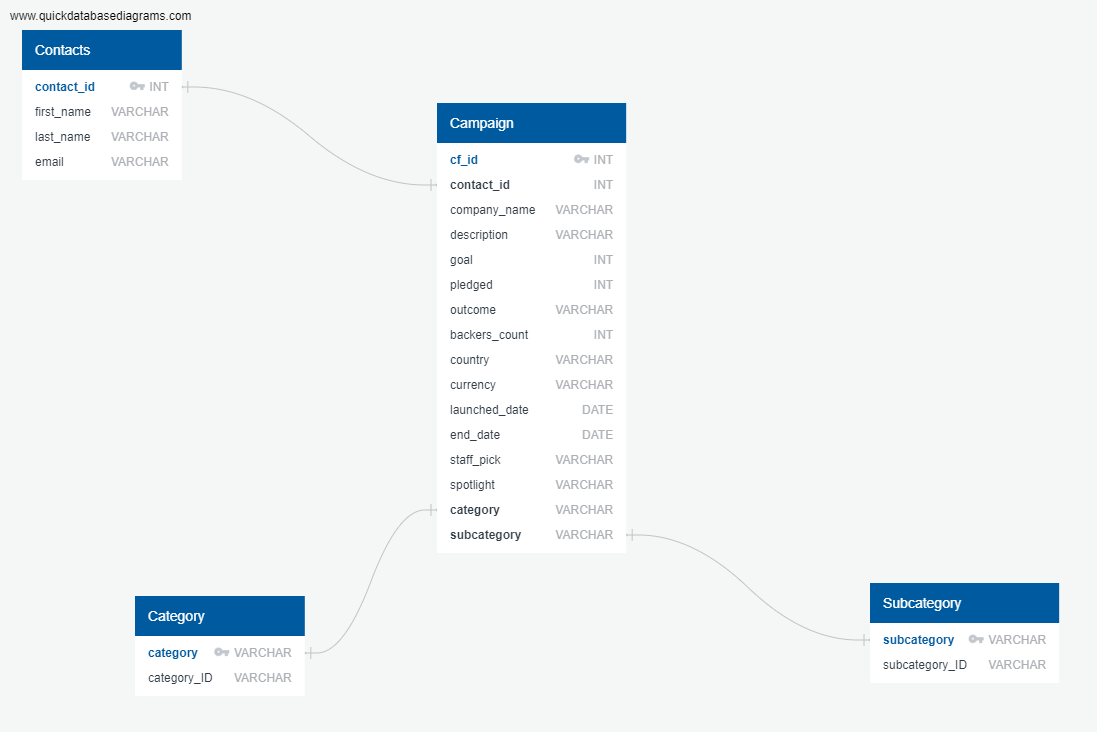 www.quickdatabasediagrams.com
Contacts
contact_id INT
first_name VARCHAR
last_name VARCHAR
email VARCHAR
Campaign
cf_id INT
contact_id INT
company_name VARCHAR
description VARCHAR
goal INT
pledged INT
outcome VARCHAR
backers_count INT
country VARCHAR
currency VARCHAR
launched_date DATE
end_date DATE
staff_pick VARCHAR
spotlight VARCHAR
category VARCHAR
subcategory VARCHAR
Category
category VARCHAR
category_ID VARCHAR
Subcategory
subcategory VARCHAR
subcategory_ID VARCHAR